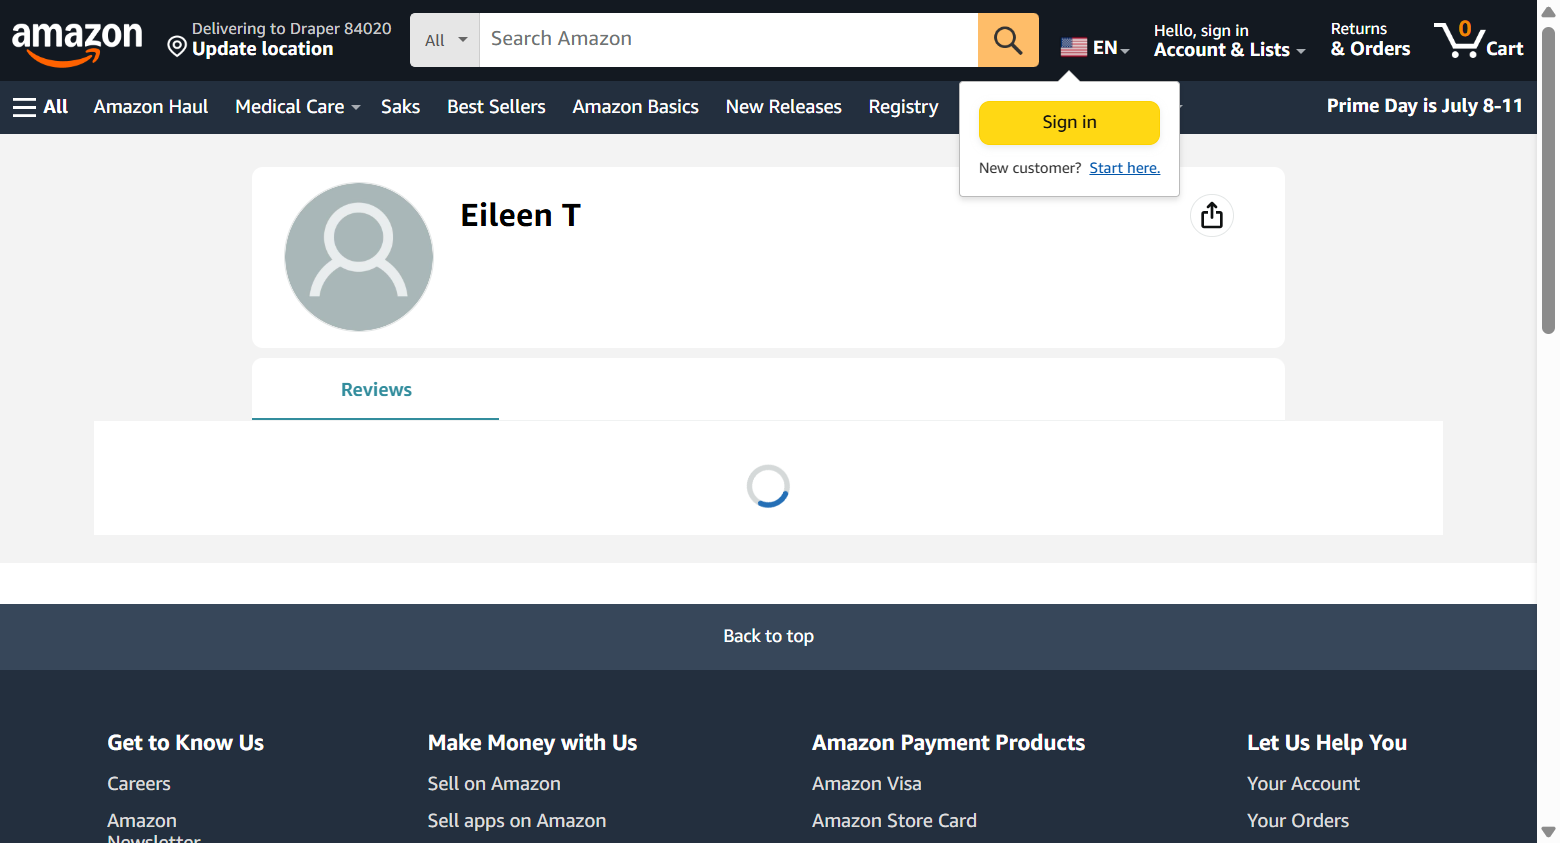 amazon
Delivering to Draper 84020
Update location
All
Search Amazon
EN
Hello, sign in
Account & Lists
Returns
& Orders
0
Cart
All
Amazon Haul
Medical Care
Saks
Best Sellers
Amazon Basics
New Releases
Registry
Prime Day is July 8-11
Sign in
New customer? Start here.
Eileen T
Reviews
Back to top
Get to Know Us
Careers
Amazon
Newsletter
Make Money with Us
Sell on Amazon
Sell apps on Amazon
Amazon Payment Products
Amazon Visa
Amazon Store Card
Let Us Help You
Your Account
Your Orders